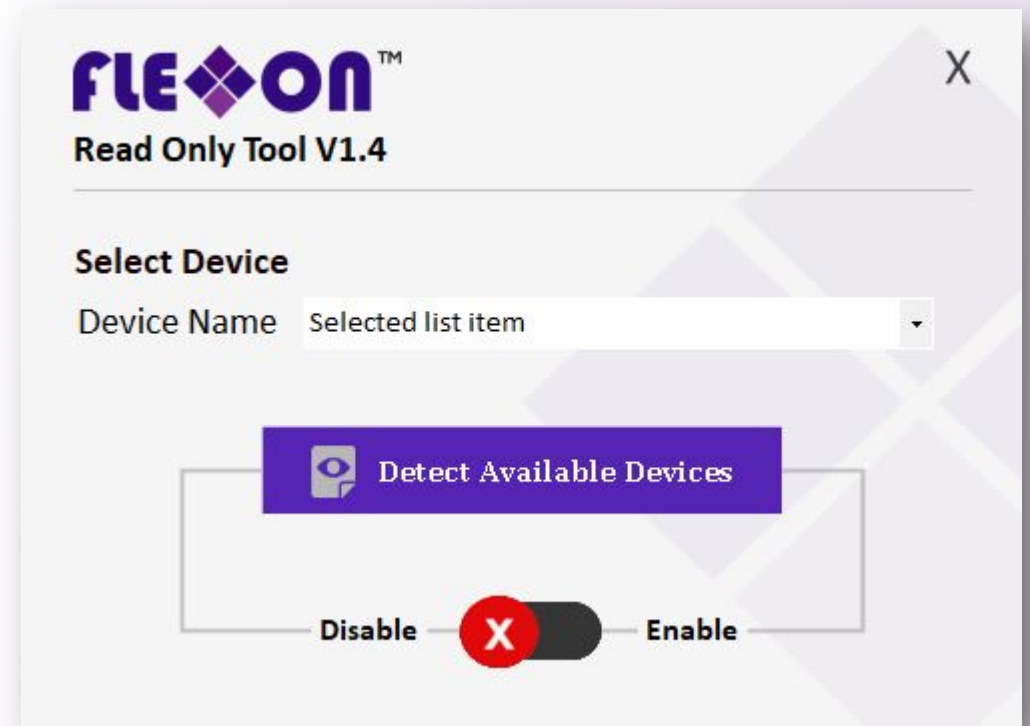 FLEXON™
X
Read Only Tool V1.4
Select Device
Device Name Selected list item
Detect Available Devices
Disable X Enable